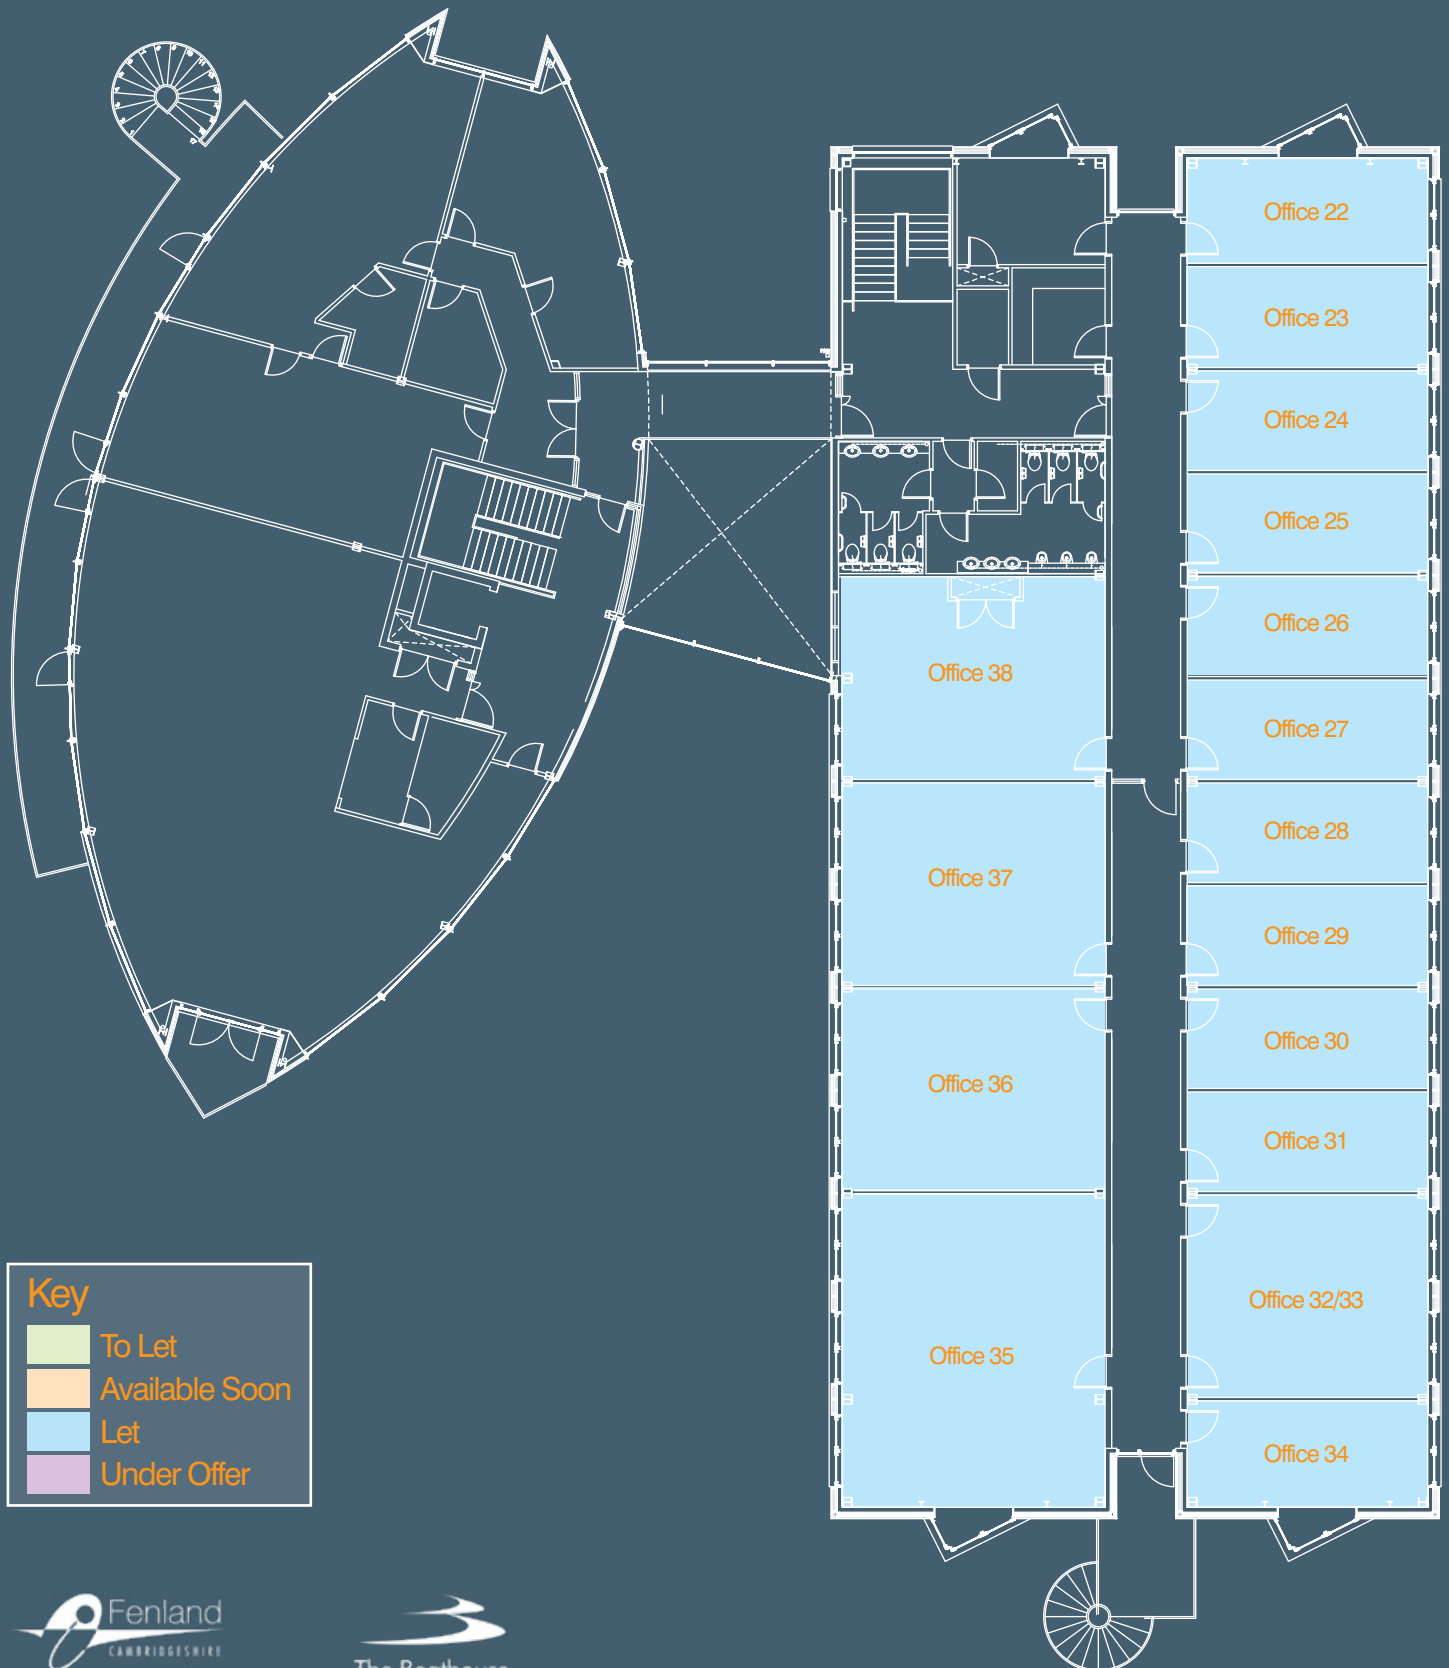 Office 22
Office 23
Office 24
Office 25
Office 26
Office 38
Office 27
Office 28
Office 37
Office 29
Office 30
Office 36
Office 31
Office 32/33
Office 35
Office 34
Key
To Let
Available Soon
Let
Under Offer
Fenland
CAMBRIDGESHIRE
The Boathouse